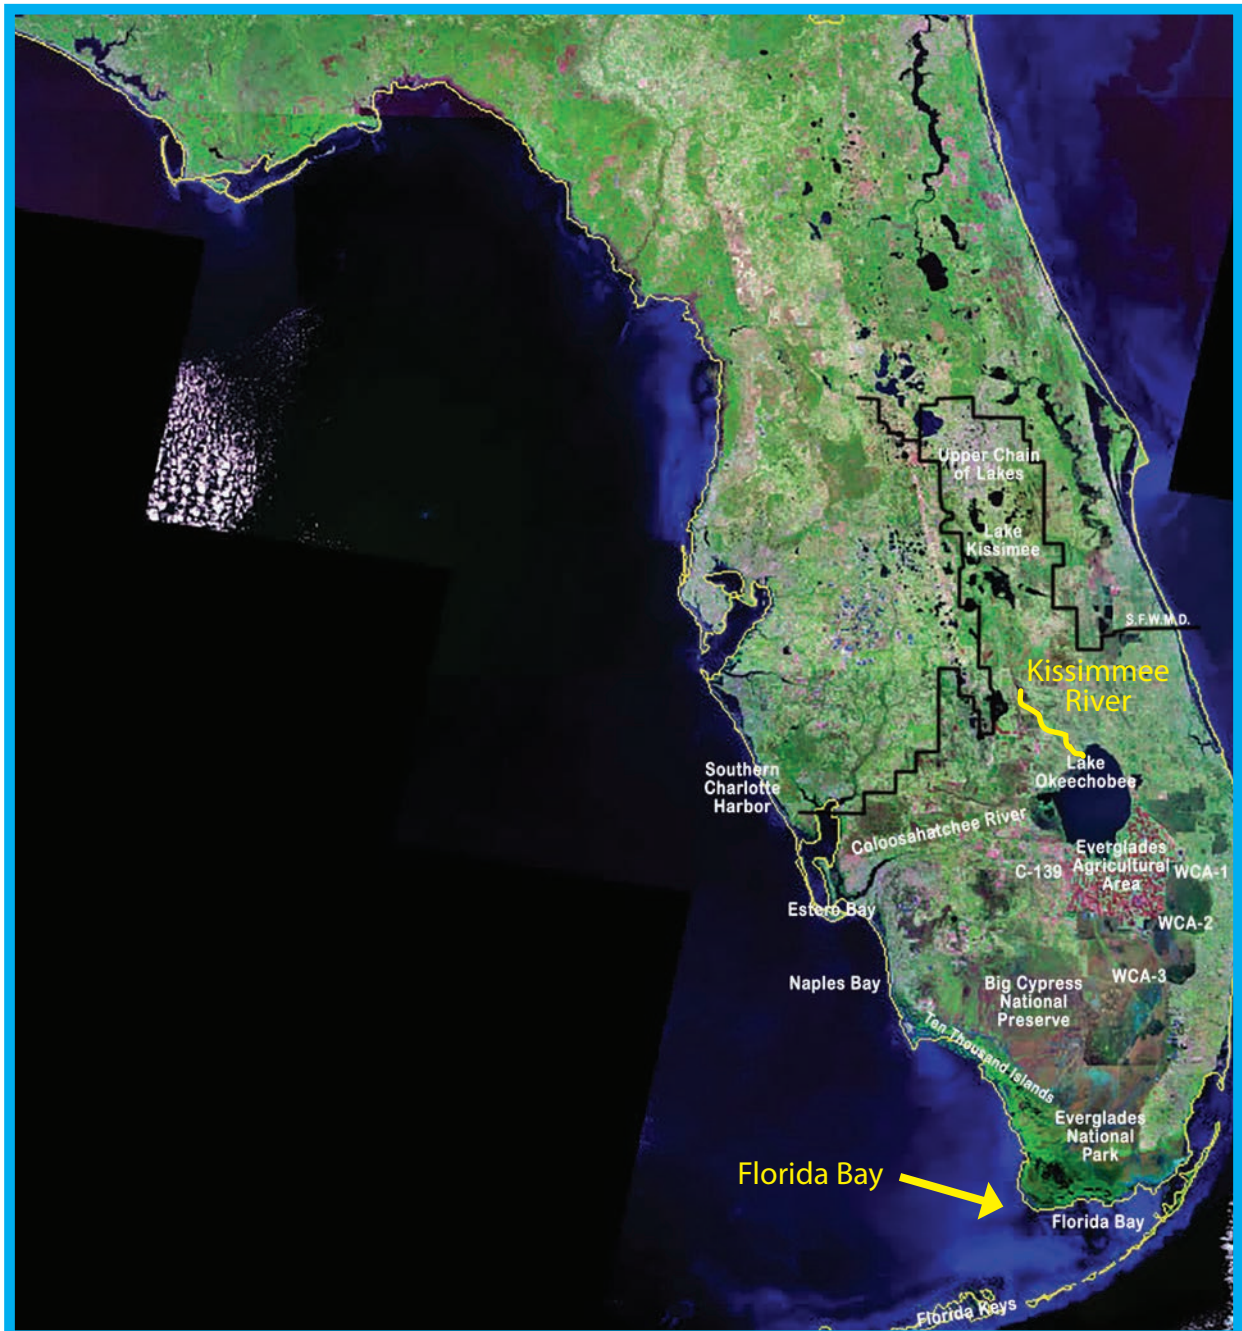 Upper Chain
of Lakes
Lake
Kissimee
S.F.W.M.D.
Kissimmee
River
Lake
Okeechobee
Southern
Charlotte
Harbor
Coloosahatchee River
Everglades
Agricultural
Area
C-139
WCA-1
Estero Bay
WCA-2
WCA-3
Naples Bay
Big Cypress
National
Preserve
Ten Thousand Islands
Everglades
National
Park
Florida Bay
Florida Bay
Florida Keys